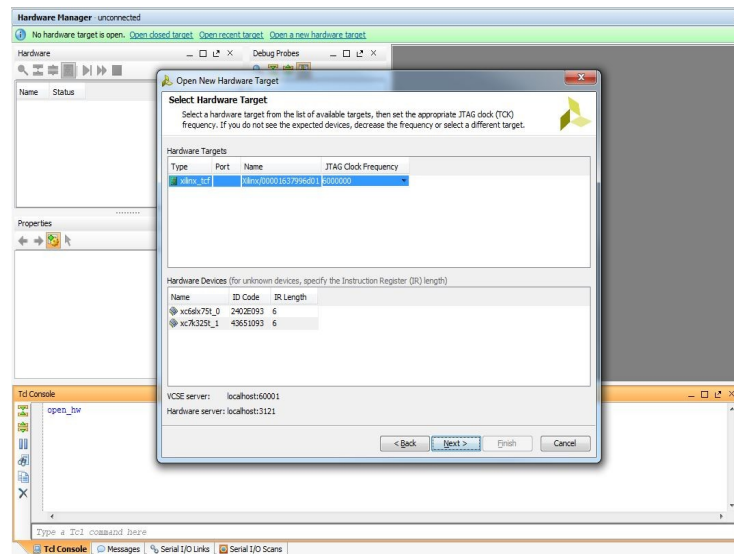 Hardware Manager - unconnected
No hardware target is open. Open closed target Open recent target Open a new hardware target
Hardware
Debug Probes
Name Status
Open New Hardware Target
Select Hardware Target
Select a hardware target from the list of available targets, then set the appropriate JTAG clock (TCK)
frequency. If you do not see the expected devices, decrease the frequency or select a different target.
Hardware Targets
Type Port Name JTAG Clock Frequency
xilinx_tcf Xilinx/00001637996d01 6000000
Properties
Hardware Devices (for unknown devices, specify the Instruction Register (IR) length)
Name ID Code IR Length
xc6slx75t_0 2402E093 6
xc7k325t_1 43651093 6
VCSE server: localhost:60001
Hardware server: localhost:3121
< Back Next > Finish Cancel
Tcl Console
open_hw
Type a Tcl command here
Tcl Console Messages Serial I/O Links Serial I/O Scans